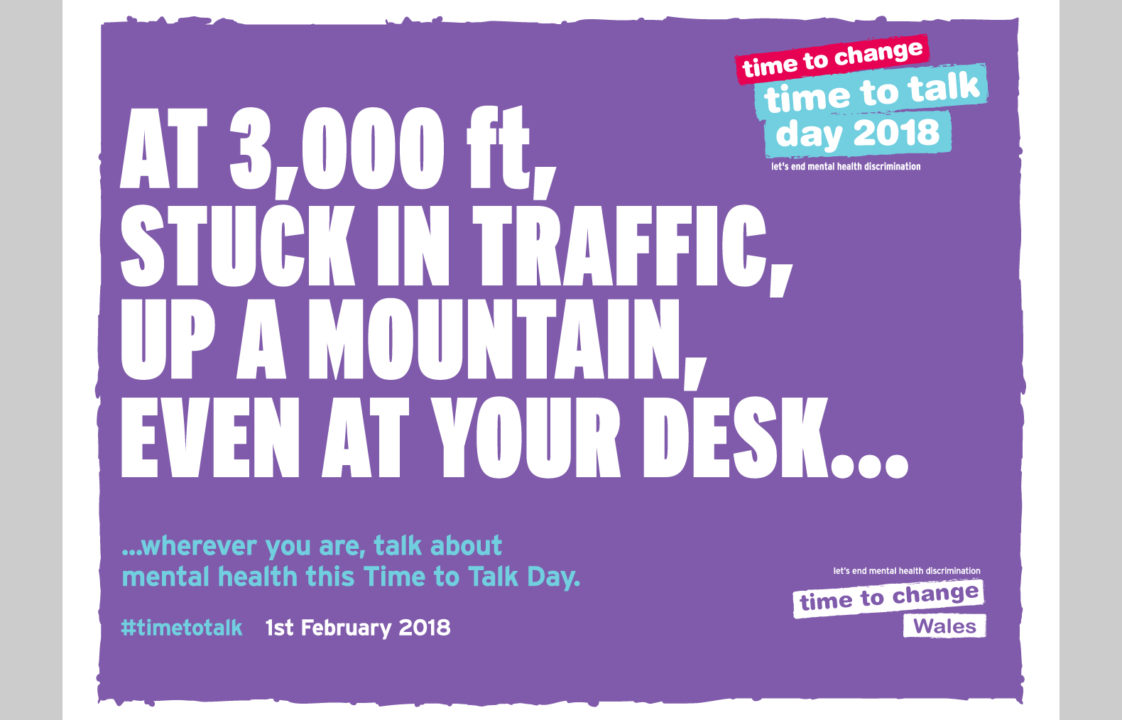 time to change
time to talk
day 2018
let's end mental health discrimination
AT 3,000 ft,
STUCK IN TRAFFIC,
UP A MOUNTAIN,
EVEN AT YOUR DESK...
...wherever you are, talk about
mental health this Time to Talk Day.
#timetotalk 1st February 2018
let's end mental health discrimination
time to change
Wales